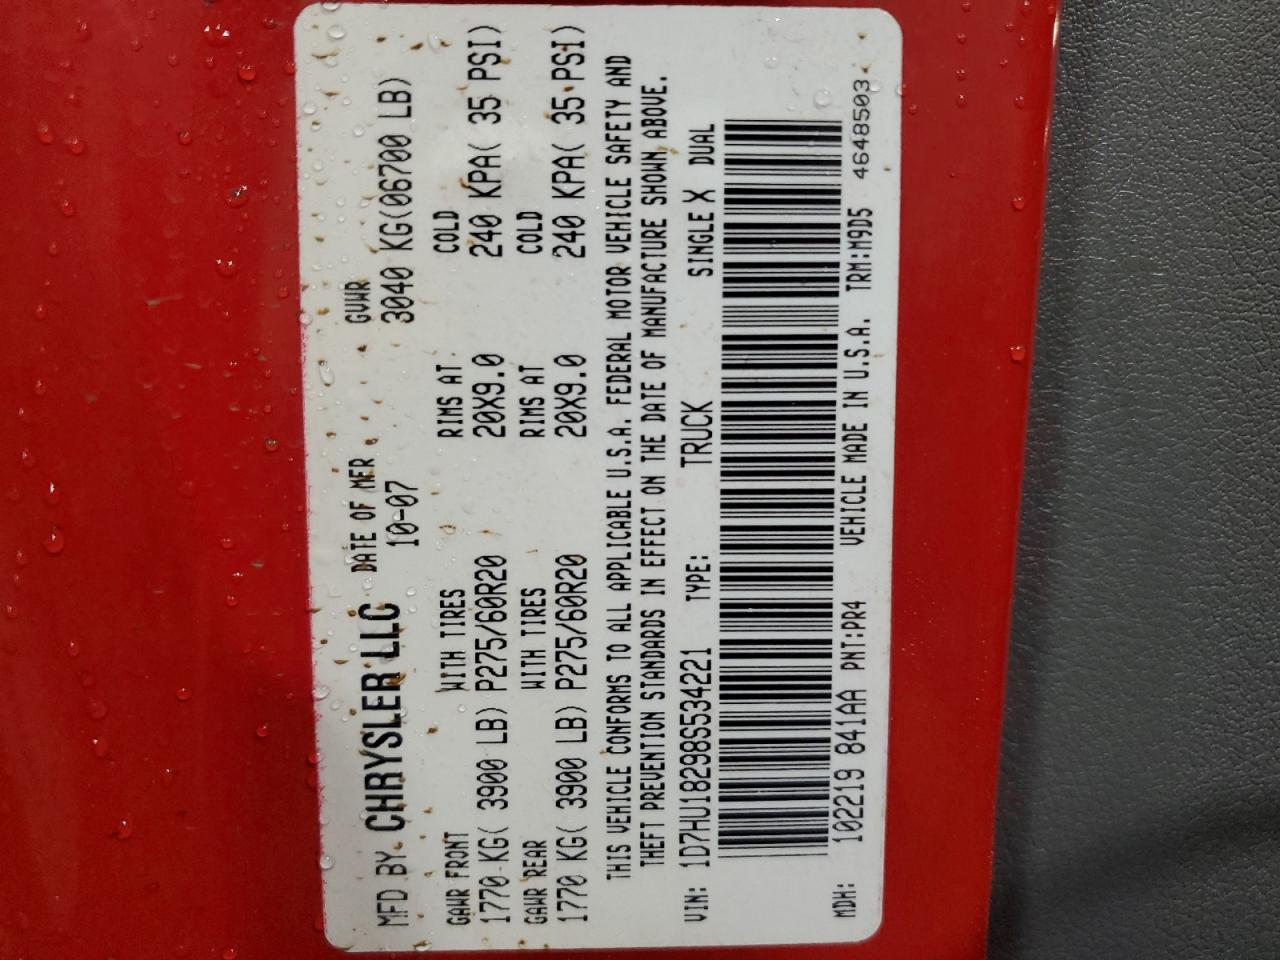 MFD BY CHRYSLER LLC DATE OF MFR GVWR
10-07 3040 KG(06700 LB)
GAWR FRONT WITH TIRES RIMS AT COLD
1770 KG( 3900 LB) P275/60R20 20X9.0 240 KPA( 35 PSI)
GAWR REAR WITH TIRES RIMS AT COLD
1770 KG( 3900 LB) P275/60R20 20X9.0 240 KPA( 35 PSI)
THIS VEHICLE CONFORMS TO ALL APPLICABLE U.S.A. FEDERAL MOTOR VEHICLE SAFETY AND
THEFT PREVENTION STANDARDS IN EFFECT ON THE DATE OF MANUFACTURE SHOWN ABOVE.
VIN: 1D7HU18298S534221 TYPE: TRUCK SINGLE X DUAL
MDH: 102219 841AA PNT:PR4 VEHICLE MADE IN U.S.A. TRM:M9D5 4648503